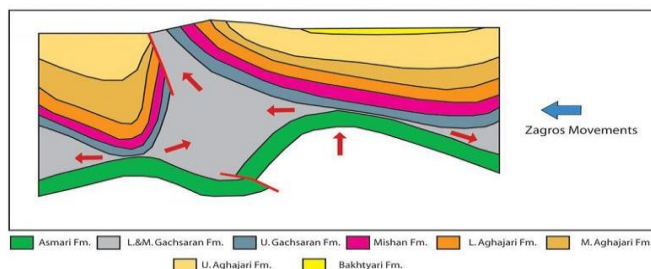 Zagros Movements
Asmari Fm. L.&M. Gachsaran Fm. U. Gachsaran Fm. Mishan Fm. L. Aghajari Fm. M. Aghajari Fm.
U. Aghajari Fm. Bakhtyari Fm.